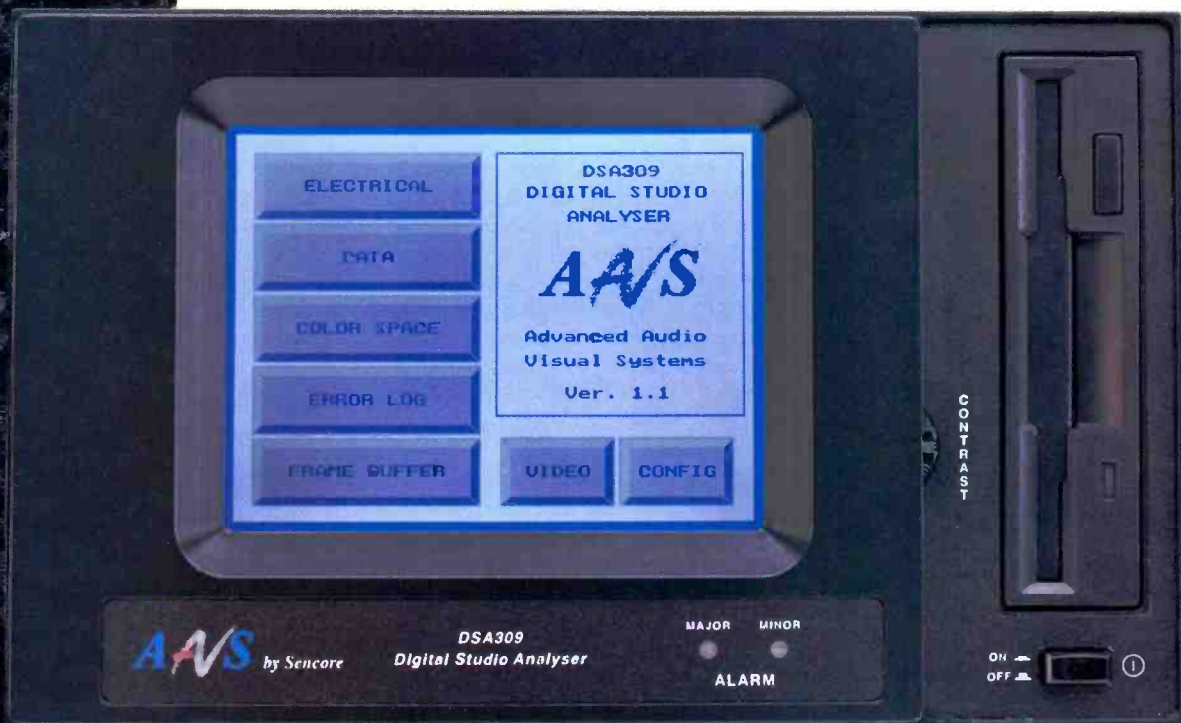 ELECTRICAL
DATA
COLOR SPACE
ERROR LOG
FRAME BUFFER
DSA309
DIGITAL STUDIO
ANALYSER
AAVS
Advanced Audio
Visual Systems
Ver. 1.1
VIDEO
CONFIG
CONTRAST
AAVS by Sencore
DSA309
Digital Studio Analyser
MAJOR MINOR
ALARM
ON
OFF